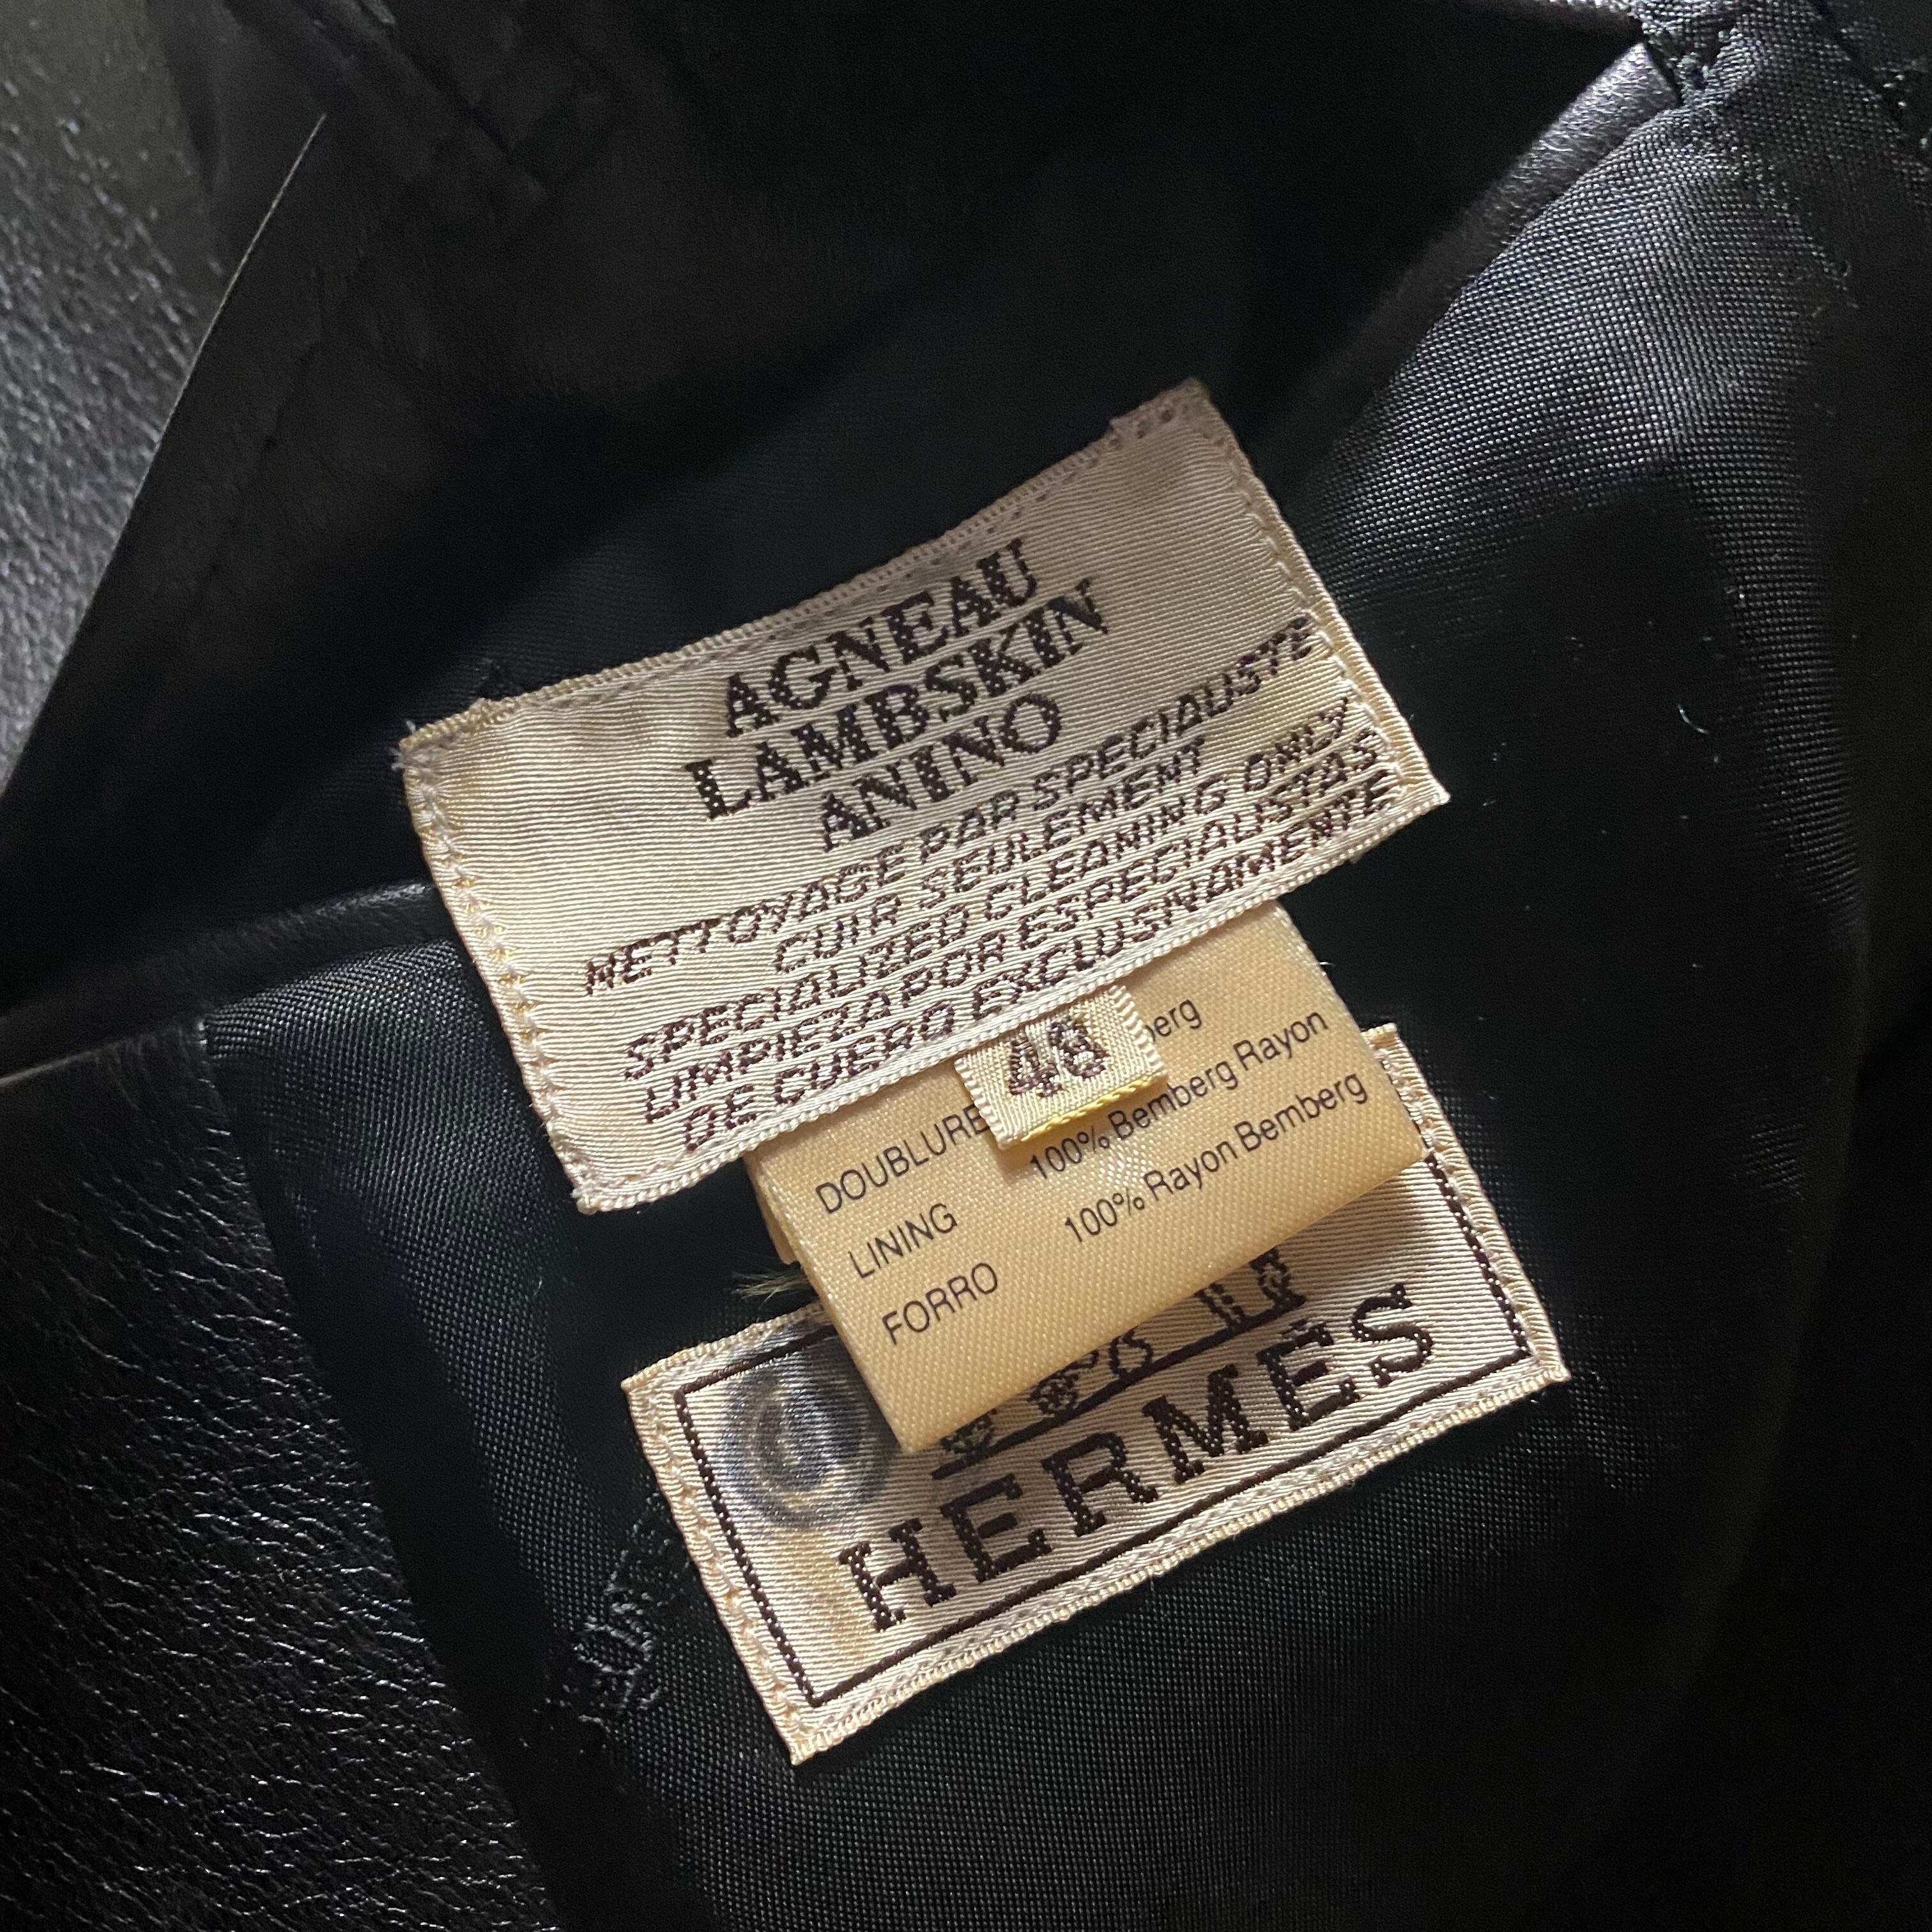 AGNEAU
LAMBSKIN
ANINO
NETTOYAGE PAR SPECIALISTE
CUIR SEULEMENT
SPECIALIZED CLEANING ONLY
LIMPIEZA POR ESPECIALISTAS
DE CUERO EXCLUSIVAMENTE
48
DOUBLURE berg
LINING 100% Bemberg Rayon
FORRO 100% Rayon Bemberg
HERMÈS